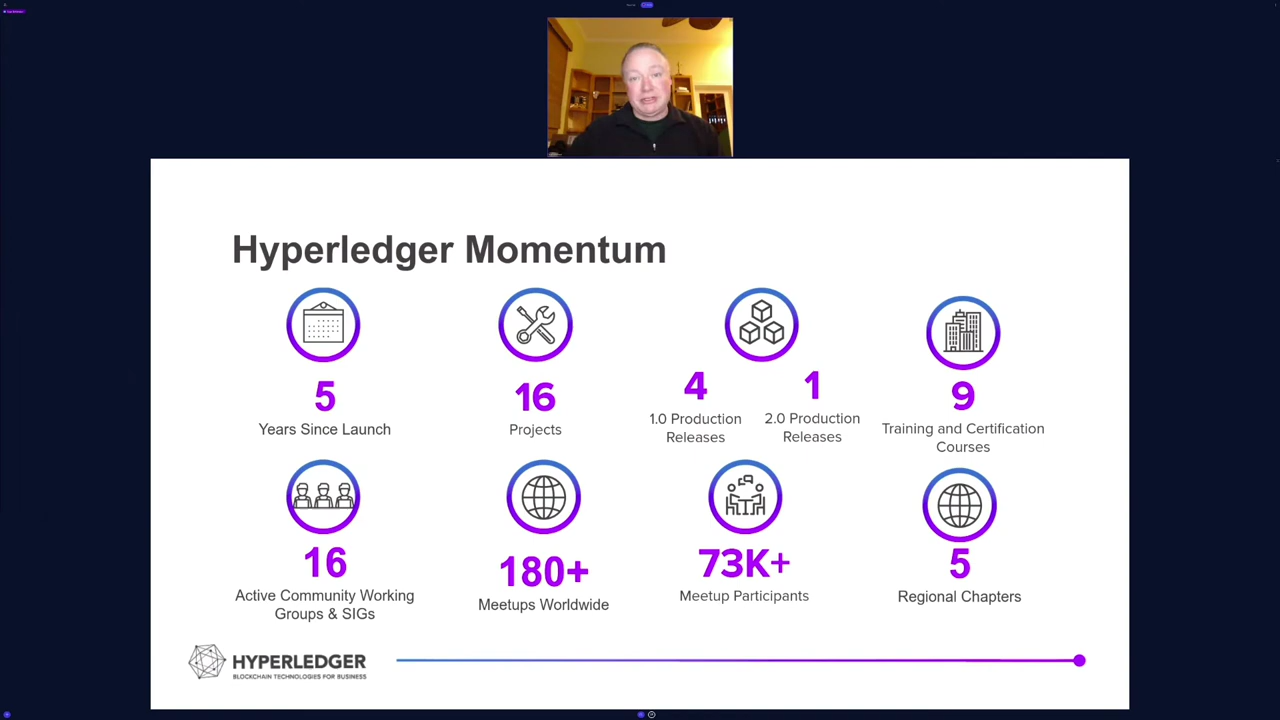 Hyperledger Momentum
5
Years Since Launch
16
Projects
4
1.0 Production
Releases
1
2.0 Production
Releases
9
Training and Certification
Courses
16
Active Community Working
Groups & SIGs
180+
Meetups Worldwide
73K+
Meetup Participants
5
Regional Chapters
HYPERLEDGER
BLOCKCHAIN TECHNOLOGIES FOR BUSINESS